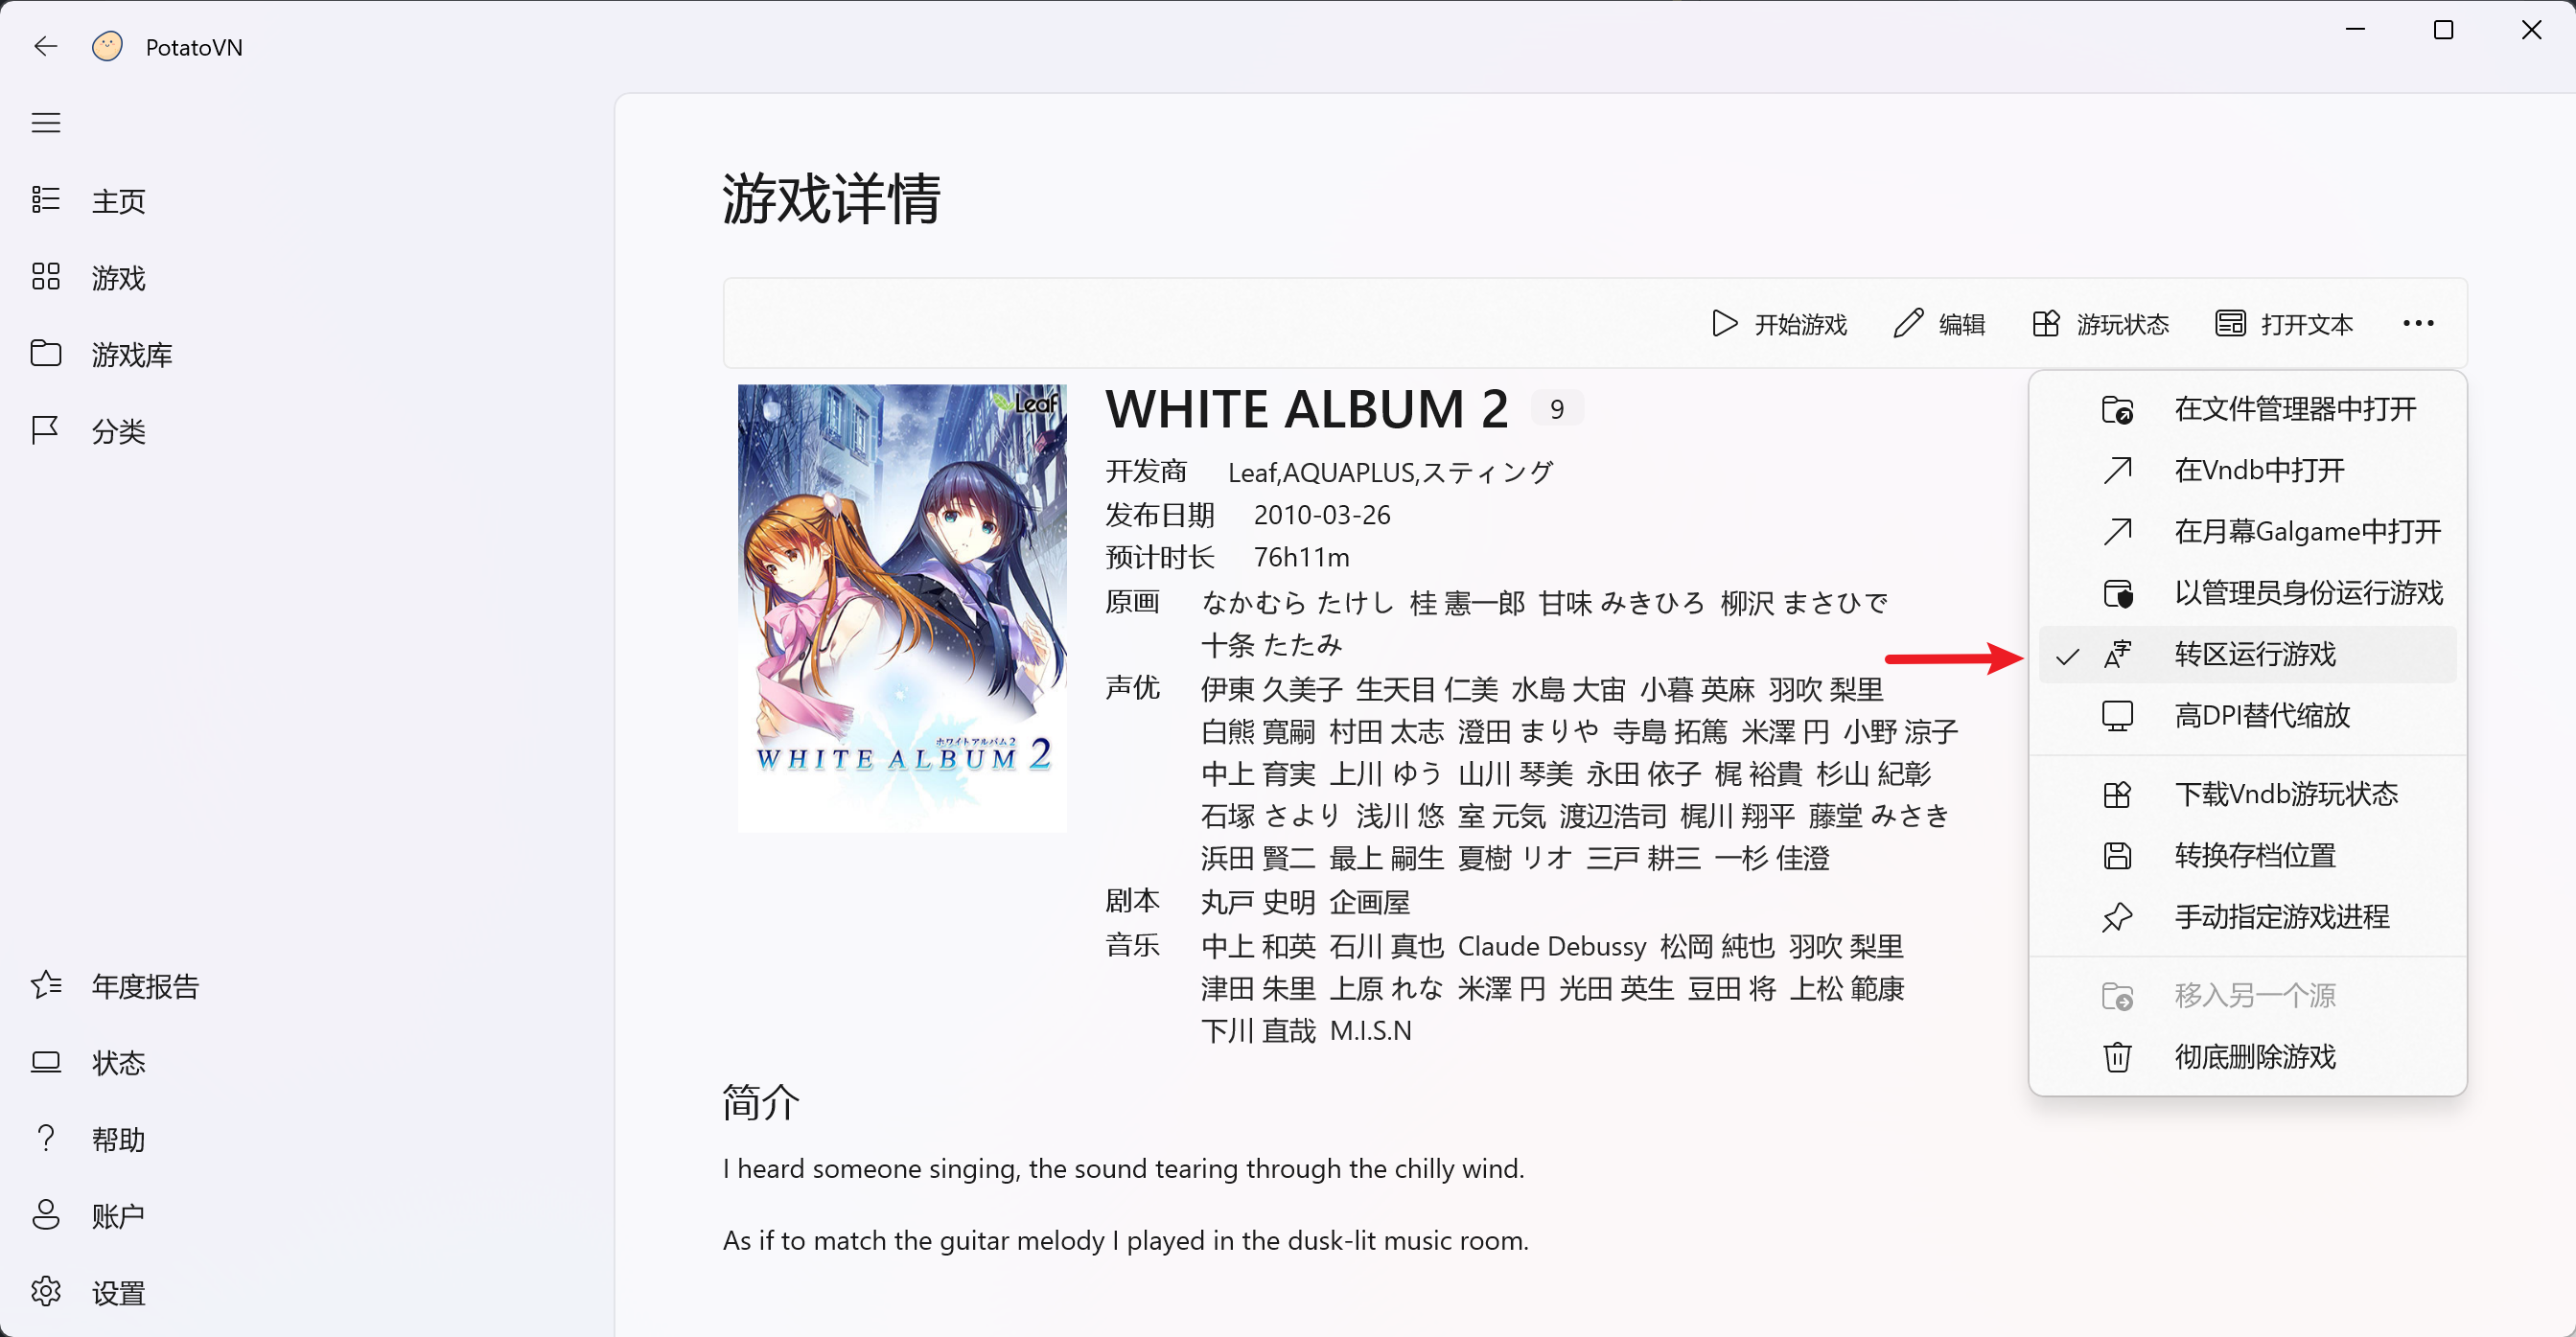 PotatoVN
主页
游戏
游戏库
分类
年度报告
状态
帮助
账户
设置
游戏详情
开始游戏 编辑 游玩状态 打开文本
Leaf
ホワイトアルバム2
WHITE ALBUM 2
WHITE ALBUM 2 9
开发商 Leaf,AQUAPLUS,スティング
发布日期 2010-03-26
预计时长 76h11m
原画 なかむら たけし 桂 憲一郎 甘味 みきひろ 柳沢 まさひで
十条 たたみ
声优 伊東 久美子 生天目 仁美 水島 大宙 小暮 英麻 羽吹 梨里
白熊 寛嗣 村田 太志 澄田 まりや 寺島 拓篤 米澤 円 小野 涼子
中上 育実 上川 ゆう 山川 琴美 永田 依子 梶 裕貴 杉山 紀彰
石塚 さより 浅川 悠 室 元気 渡辺浩司 梶川 翔平 藤堂 みさき
浜田 賢二 最上 嗣生 夏樹 リオ 三戸 耕三 一杉 佳澄
剧本 丸戸 史明 企画屋
音乐 中上 和英 石川 真也 Claude Debussy 松岡 純也 羽吹 梨里
津田 朱里 上原 れな 米澤 円 光田 英生 豆田 将 上松 範康
下川 直哉 M.I.S.N
简介
I heard someone singing, the sound tearing through the chilly wind.
As if to match the guitar melody I played in the dusk-lit music room.
在文件管理器中打开
在Vndb中打开
在月幕Galgame中打开
以管理员身份运行游戏
转区运行游戏
高DPI替代缩放
下载Vndb游玩状态
转换存档位置
手动指定游戏进程
移入另一个源
彻底删除游戏